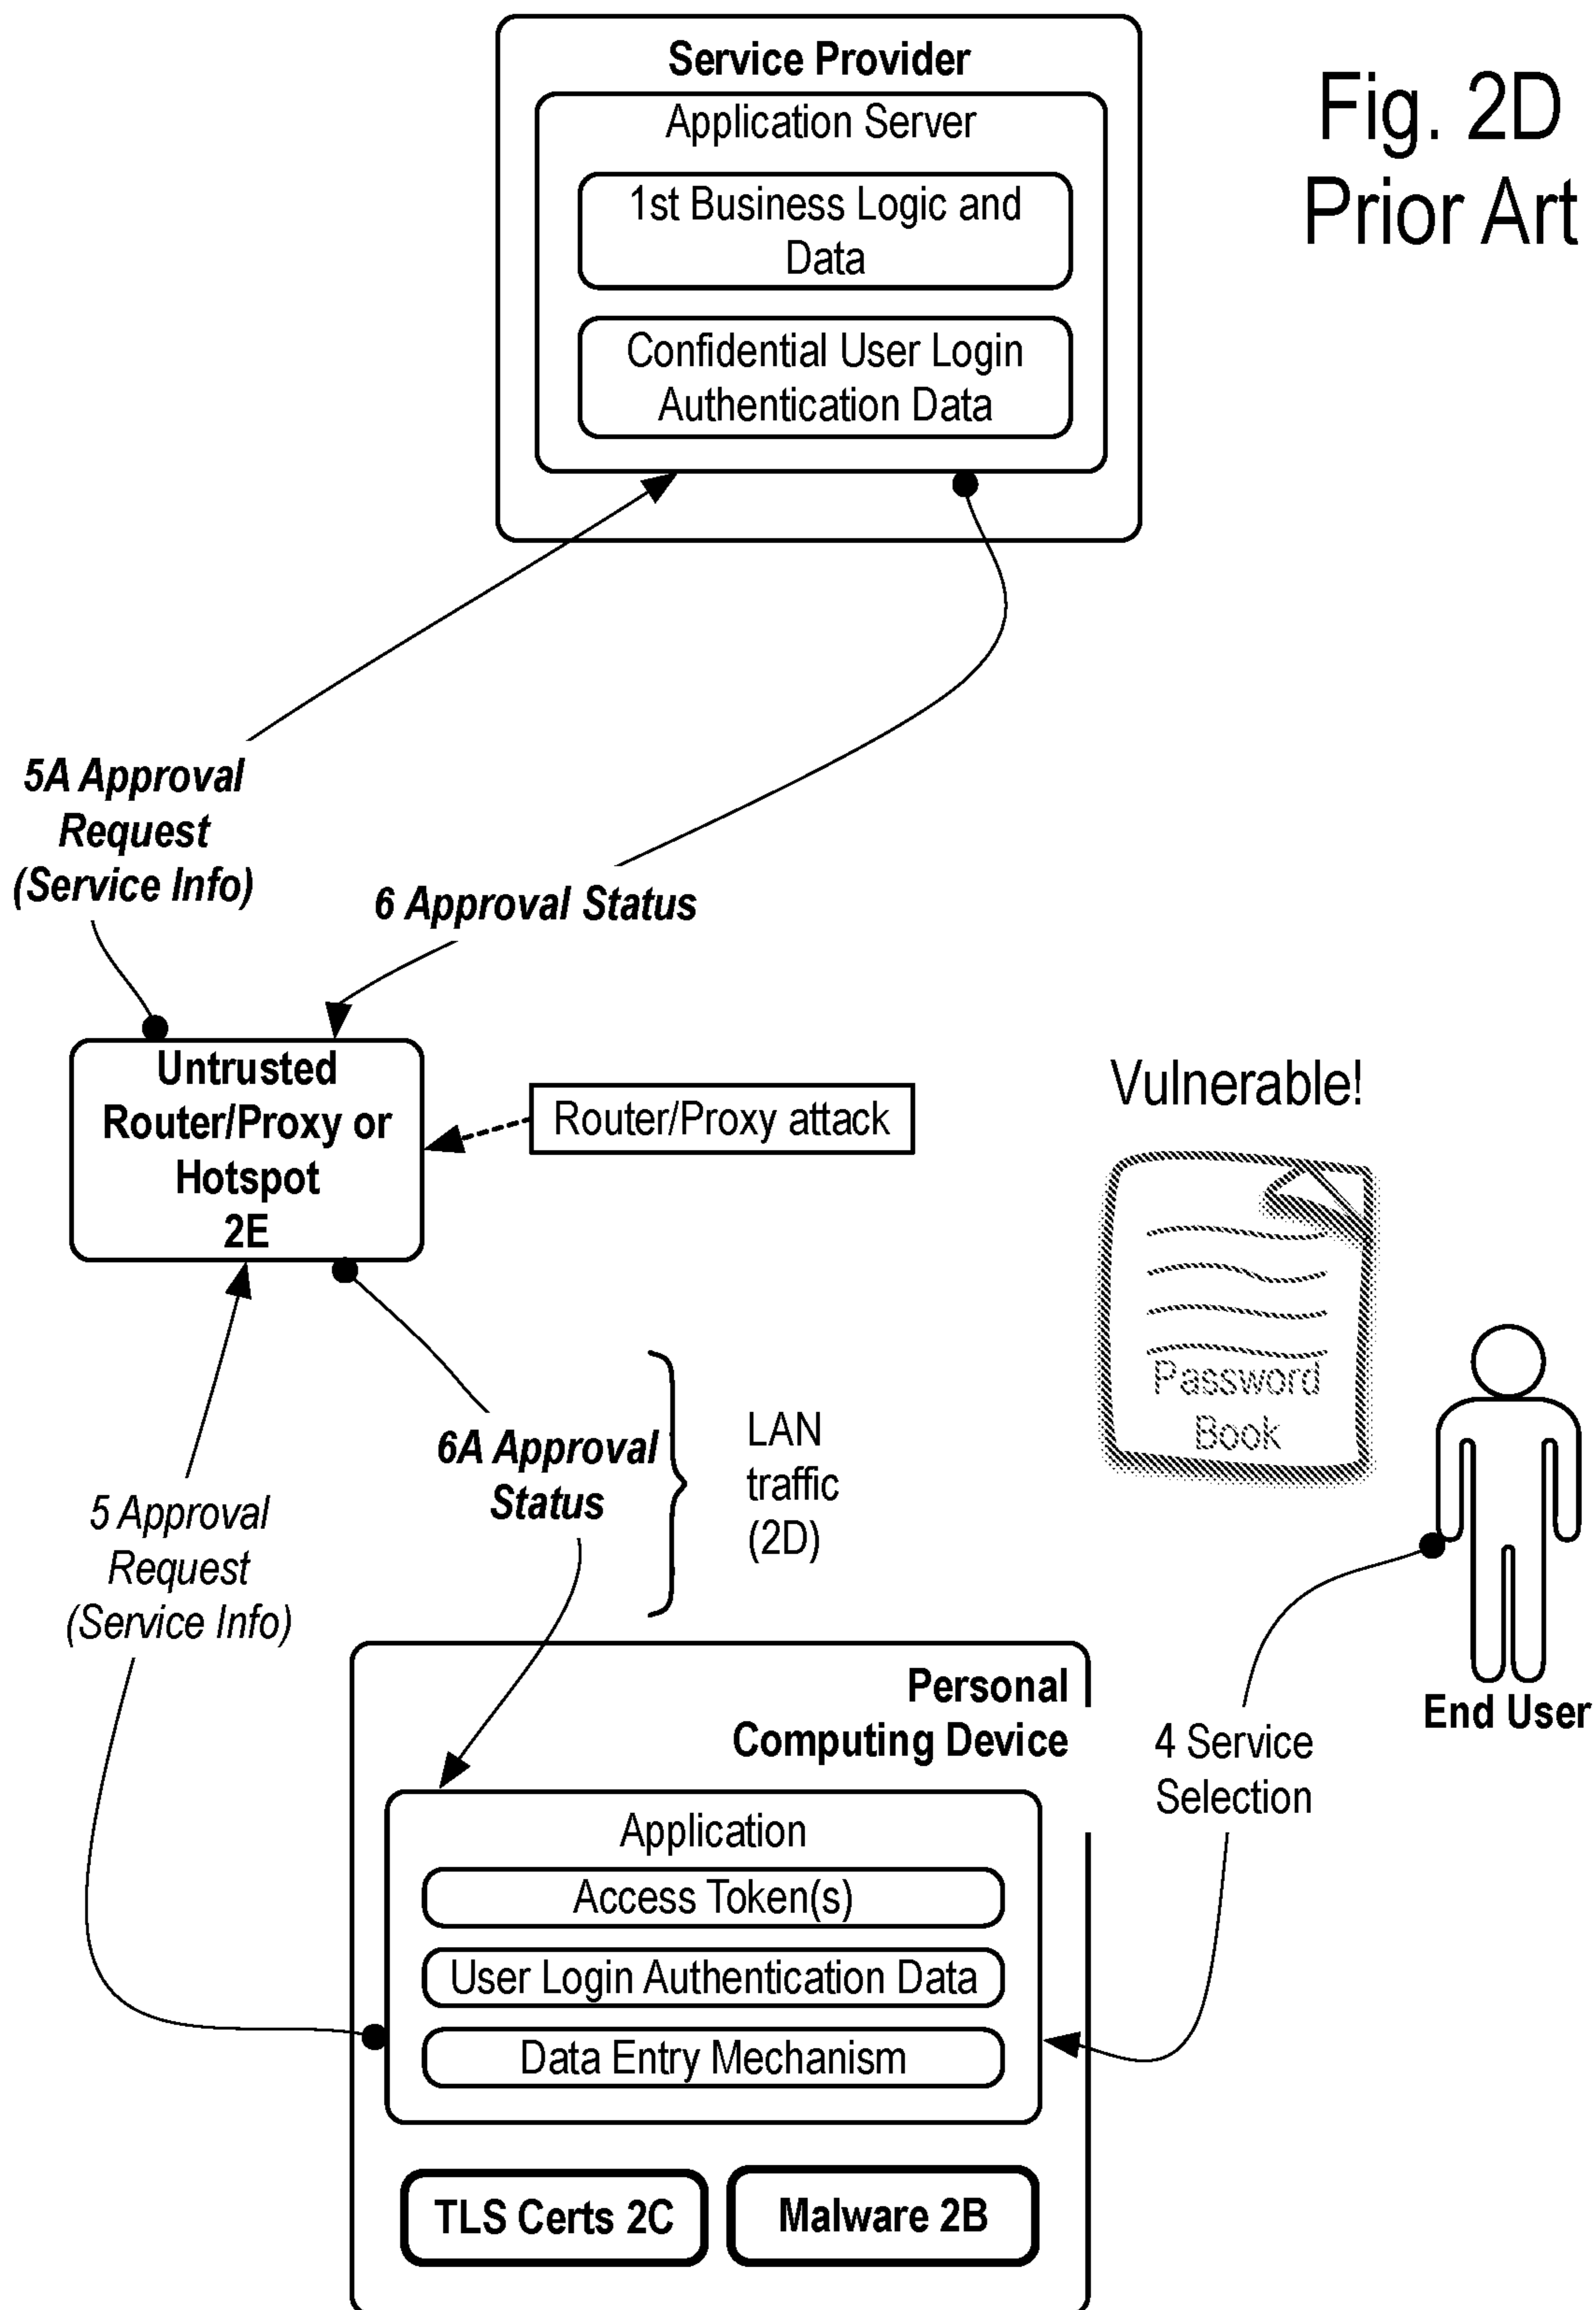 Service Provider
Application Server
1st Business Logic and
Data
Confidential User Login
Authentication Data
Fig. 2D
Prior Art
5A Approval
Request
(Service Info)
6 Approval Status
Untrusted
Router/Proxy or
Hotspot
2E
Router/Proxy attack
Vulnerable!
Password
Book
6A Approval
Status
LAN
traffic
(2D)
5 Approval
Request
(Service Info)
End User
4 Service
Selection
Personal
Computing Device
Application
Access Token(s)
User Login Authentication Data
Data Entry Mechanism
TLS Certs 2C
Malware 2B